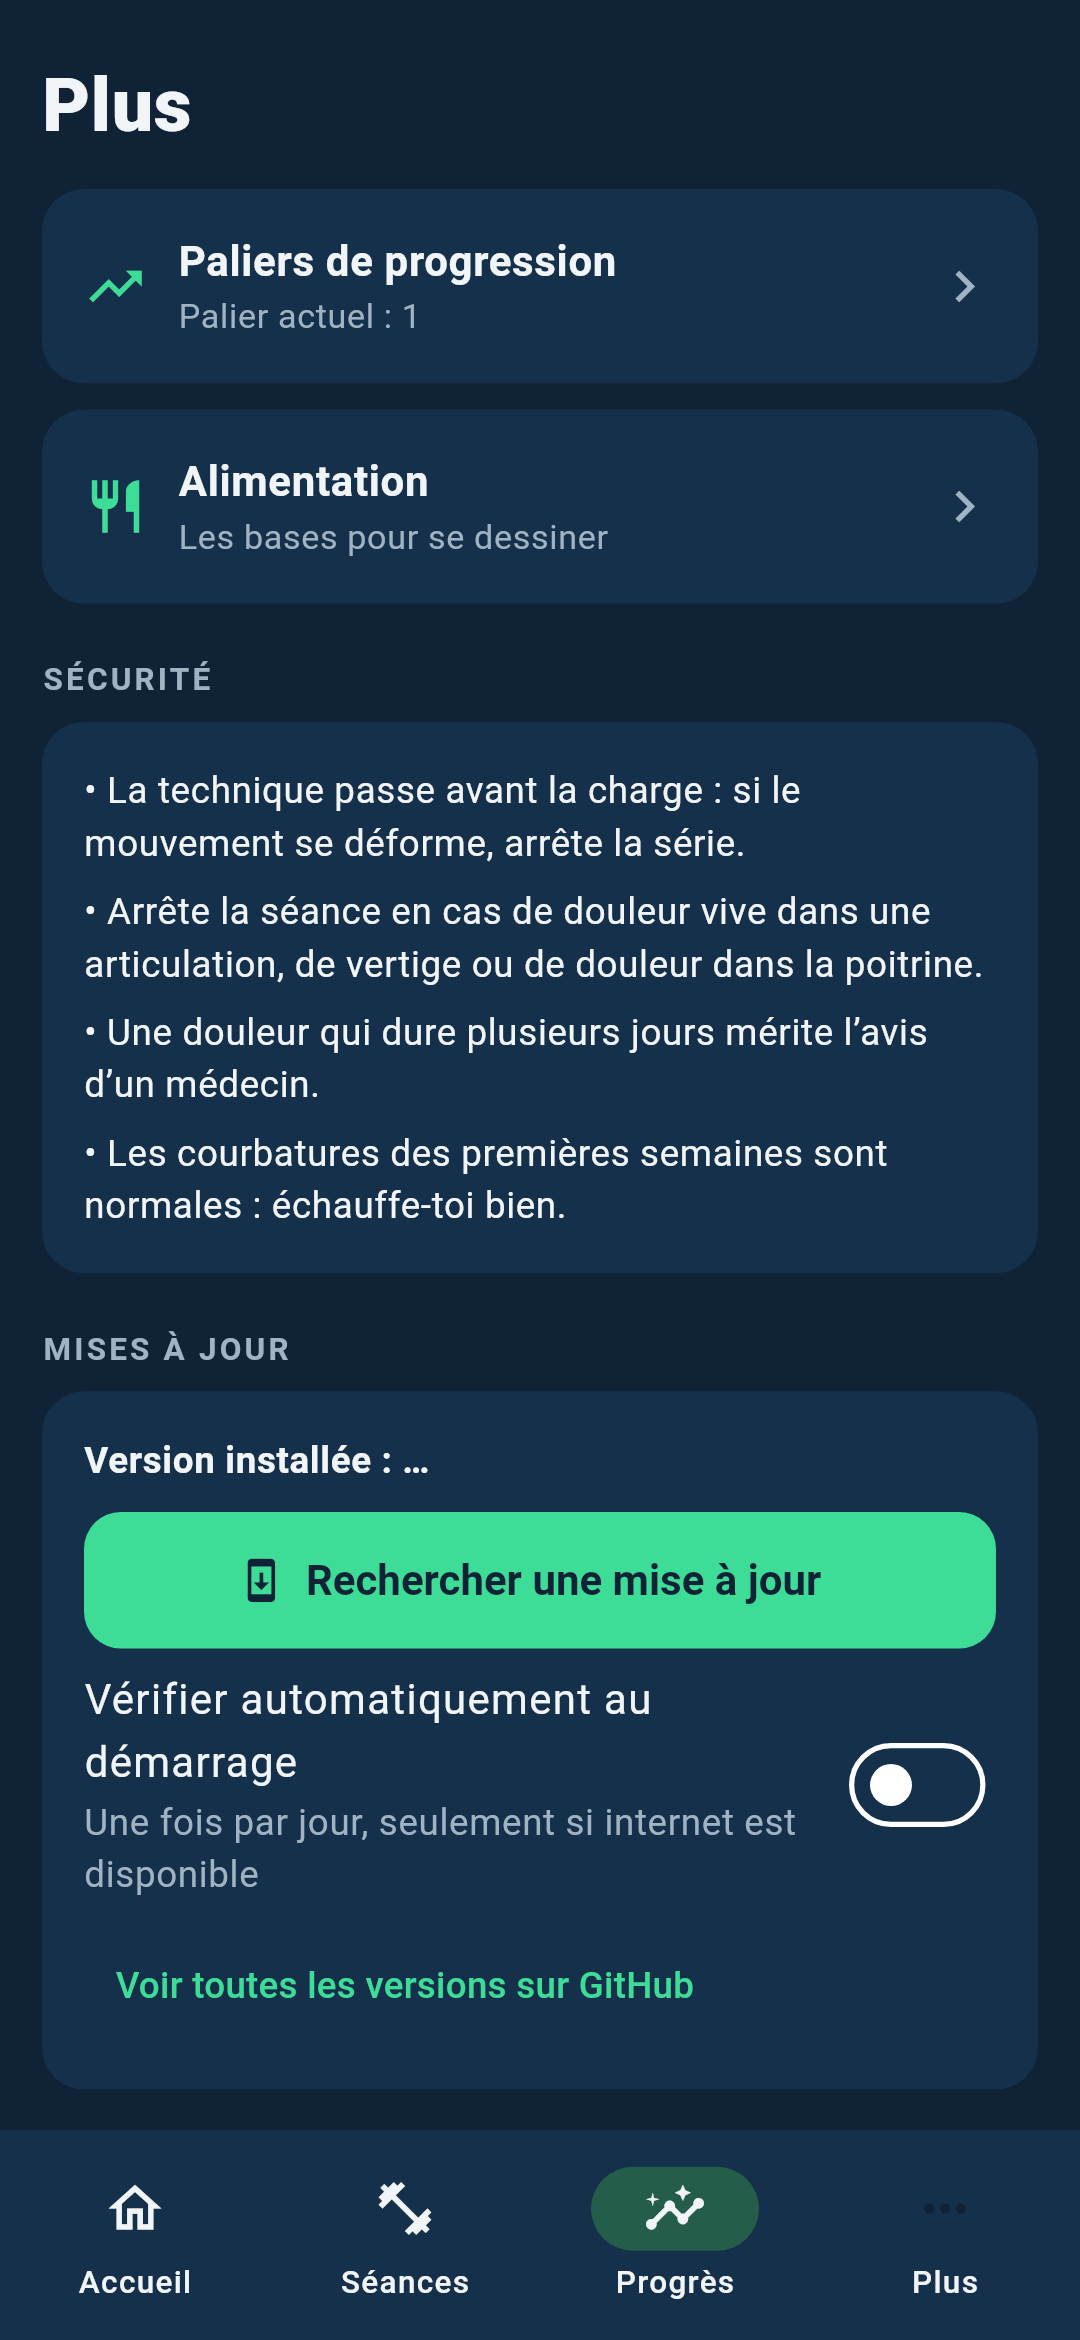 Plus
Paliers de progression
Palier actuel : 1
Alimentation
Les bases pour se dessiner
SÉCURITÉ
• La technique passe avant la charge : si le
mouvement se déforme, arrête la série.
• Arrête la séance en cas de douleur vive dans une
articulation, de vertige ou de douleur dans la poitrine.
• Une douleur qui dure plusieurs jours mérite l’avis
d’un médecin.
• Les courbatures des premières semaines sont
normales : échauffe-toi bien.
MISES À JOUR
Version installée : …
Rechercher une mise à jour
Vérifier automatiquement au
démarrage
Une fois par jour, seulement si internet est
disponible
Voir toutes les versions sur GitHub
Accueil
Séances
Progrès
Plus